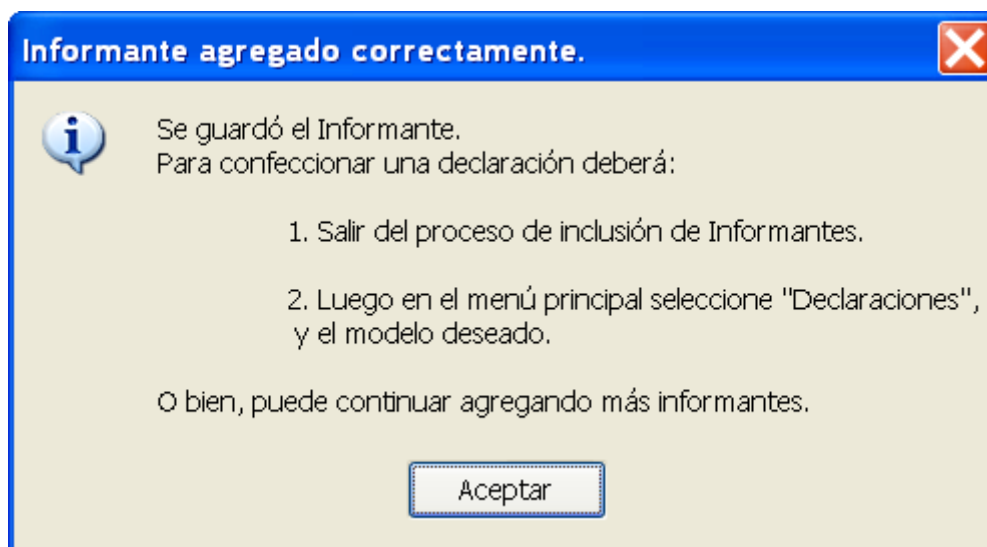 Informante agregado correctamente.
Se guardó el Informante.
Para confeccionar una declaración deberá:
1. Salir del proceso de inclusión de Informantes.
2. Luego en el menú principal seleccione "Declaraciones",
y el modelo deseado.
O bien, puede continuar agregando más informantes.
Aceptar